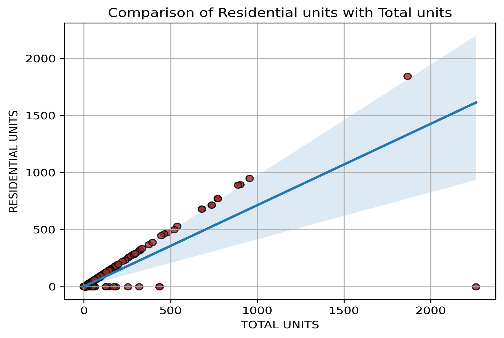 Comparison of Residential units with Total units
2000
1500
1000
500
0
RESIDENTIAL UNITS
0 500 1000 1500 2000
TOTAL UNITS